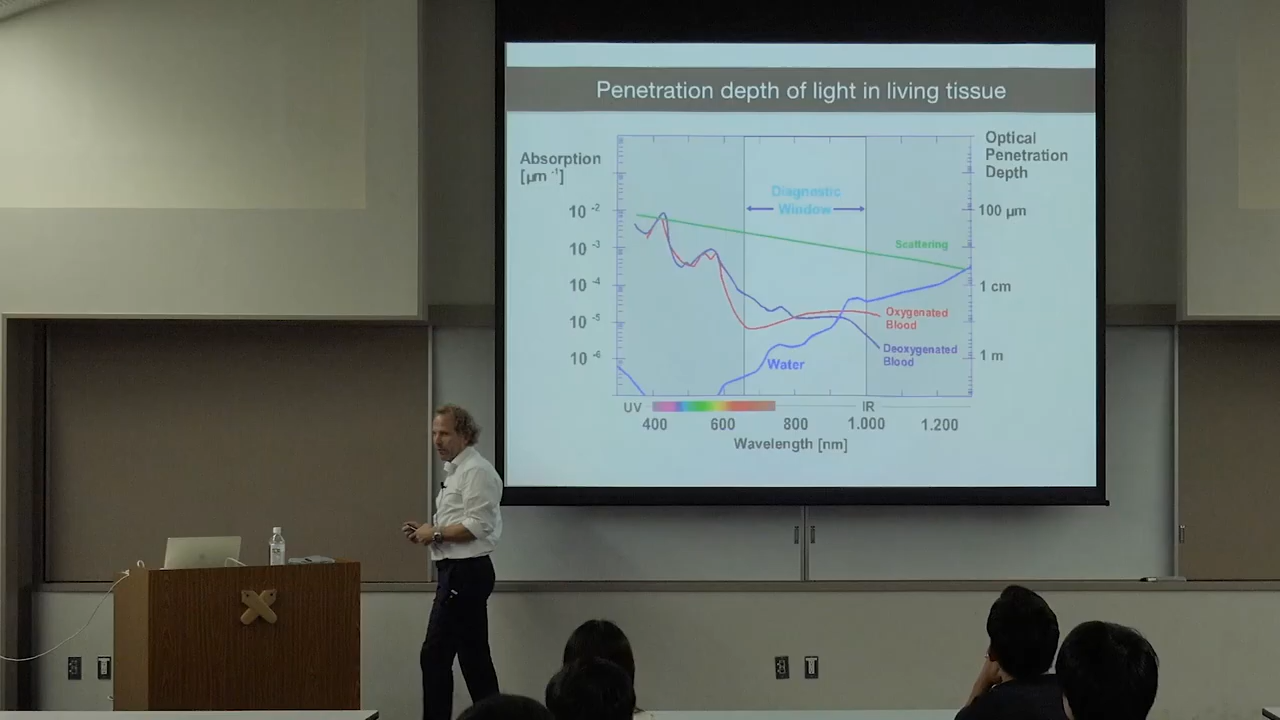 Penetration depth of light in living tissue
Absorption
[µm -1]
Optical
Penetration
Depth
Diagnostic
Window
10 -2
10 -3
10 -4
10 -5
10 -6
100 µm
1 cm
1 m
Scattering
Oxygenated
Blood
Deoxygenated
Blood
Water
UV
IR
400
600
800
1.000
1.200
Wavelength [nm]